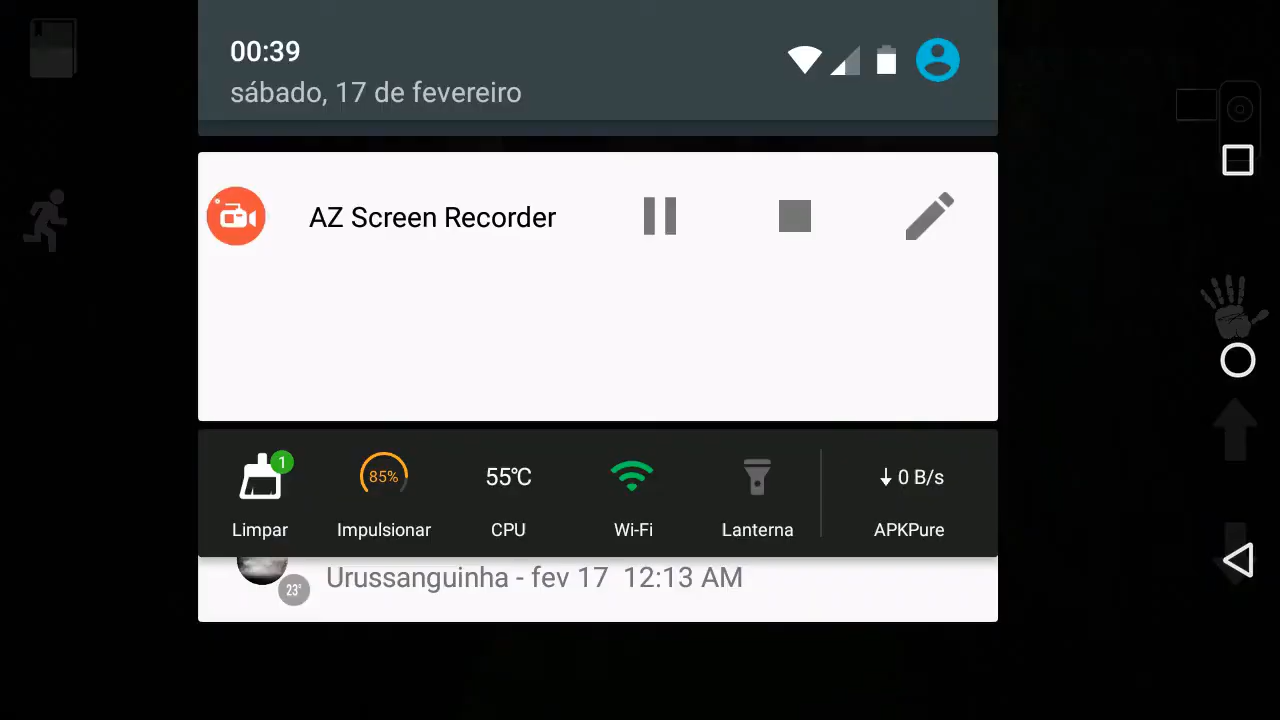 00:39
sábado, 17 de fevereiro
AZ Screen Recorder
1
85%
55℃
↓ 0 B/s
Limpar
Impulsionar
CPU
Wi-Fi
Lanterna
APKPure
Urussanguinha - fev 17 12:13 AM
23°